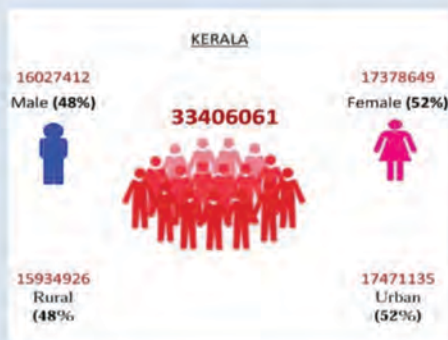 KERALA
16027412
Male (48%)
17378649
Female (52%)
33406061
15934926
Rural
(48%
17471135
Urban
(52%)